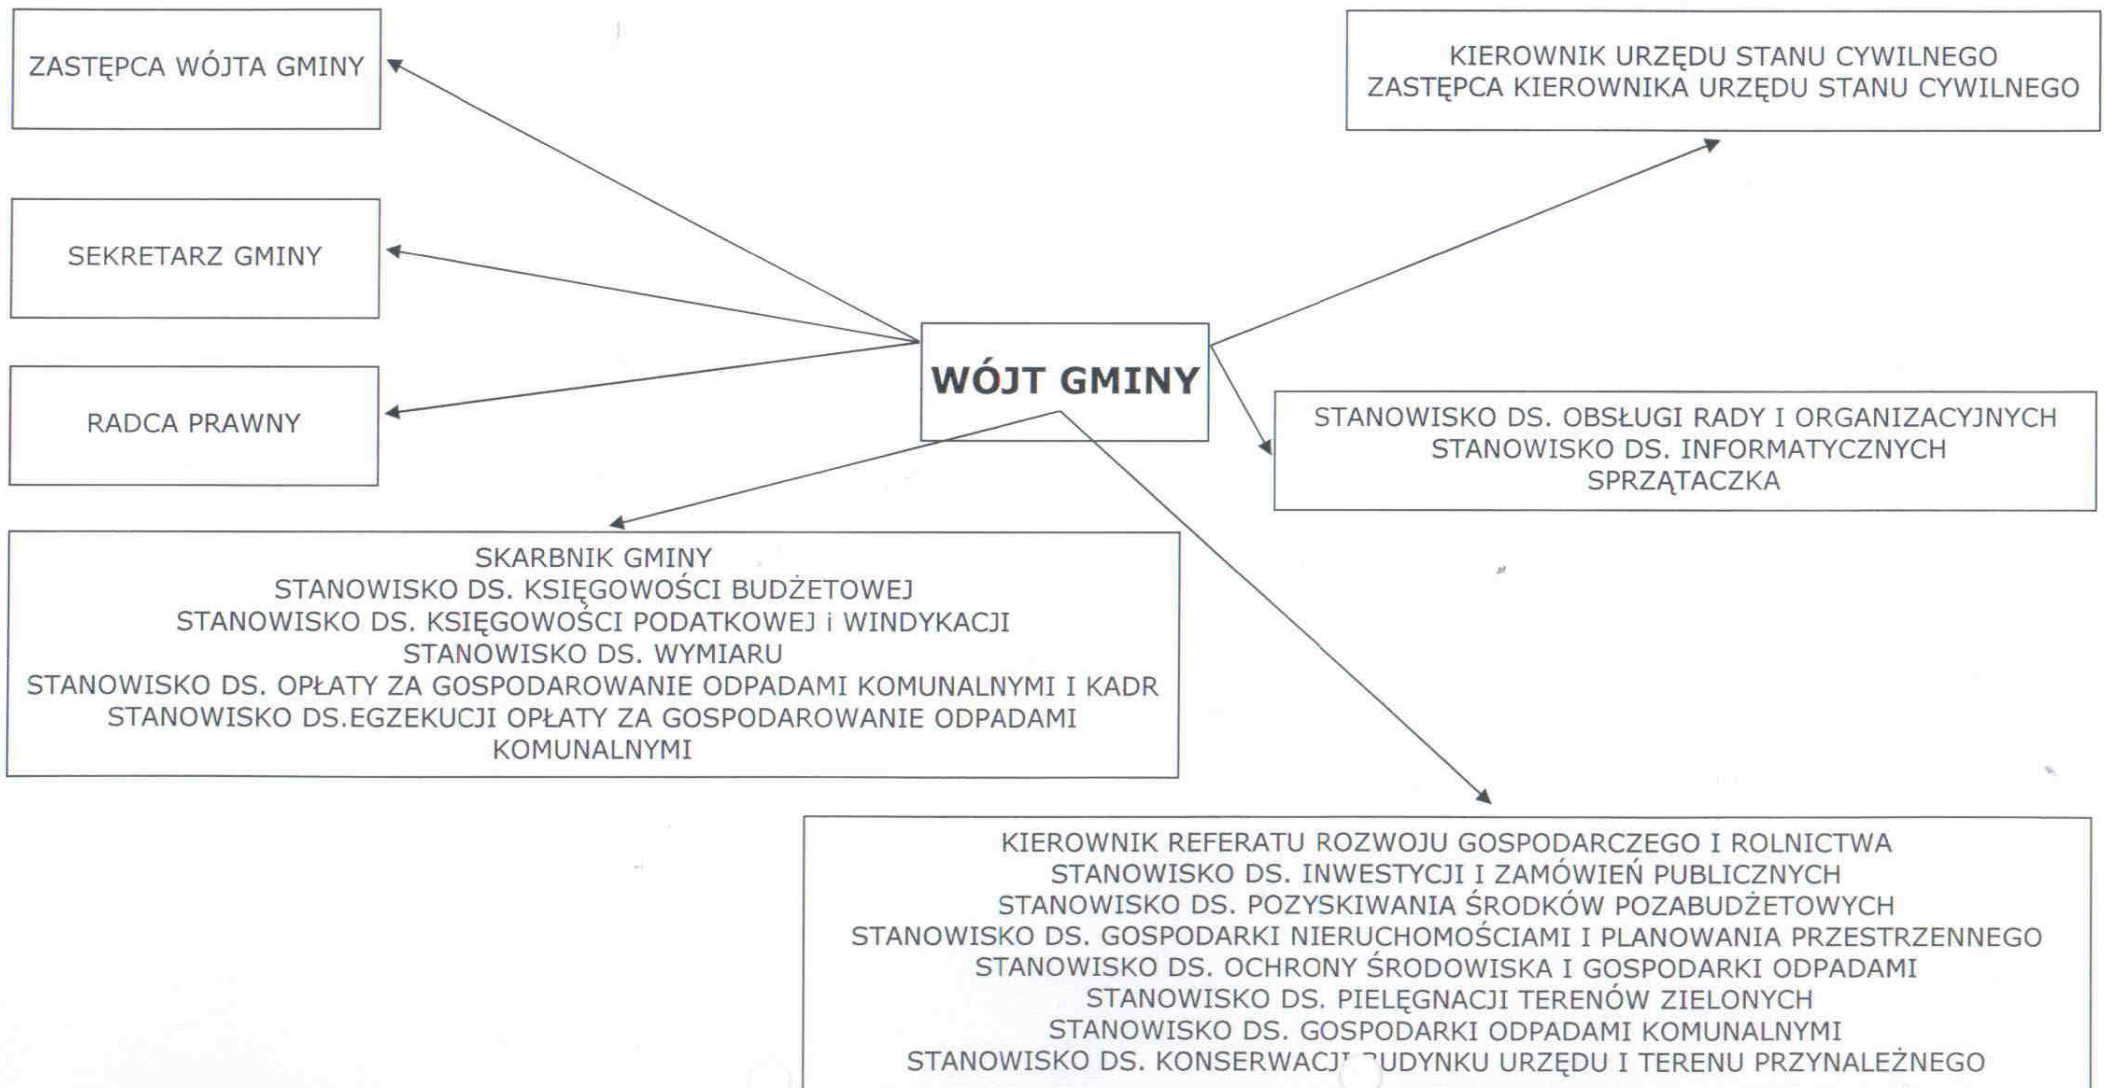 ZASTĘPCA WÓJTA GMINY
KIEROWNIK URZĘDU STANU CYWILNEGO
ZASTĘPCA KIEROWNIKA URZĘDU STANU CYWILNEGO
SEKRETARZ GMINY
WÓJT GMINY
RADCA PRAWNY
STANOWISKO DS. OBSŁUGI RADY I ORGANIZACYJNYCH
STANOWISKO DS. INFORMATYCZNYCH
SPRZĄTACZKA
SKARBNIK GMINY
STANOWISKO DS. KSIĘGOWOŚCI BUDŻETOWEJ
STANOWISKO DS. KSIĘGOWOŚCI PODATKOWEJ i WINDYKACJI
STANOWISKO DS. WYMIARU
STANOWISKO DS. OPŁATY ZA GOSPODAROWANIE ODPADAMI KOMUNALNYMI I KADR
STANOWISKO DS.EGZEKUCJI OPŁATY ZA GOSPODAROWANIE ODPADAMI
KOMUNALNYMI
KIEROWNIK REFERATU ROZWOJU GOSPODARCZEGO I ROLNICTWA
STANOWISKO DS. INWESTYCJI I ZAMÓWIEŃ PUBLICZNYCH
STANOWISKO DS. POZYSKIWANIA ŚRODKÓW POZABUDŻETOWYCH
STANOWISKO DS. GOSPODARKI NIERUCHOMOŚCIAMI I PLANOWANIA PRZESTRZENNEGO
STANOWISKO DS. OCHRONY ŚRODOWISKA I GOSPODARKI ODPADAMI
STANOWISKO DS. PIELĘGNACJI TERENÓW ZIELONYCH
STANOWISKO DS. GOSPODARKI ODPADAMI KOMUNALNYMI
STANOWISKO DS. KONSERWACJI BUDYNKU URZĘDU I TERENU PRZYNALEŻNEGO